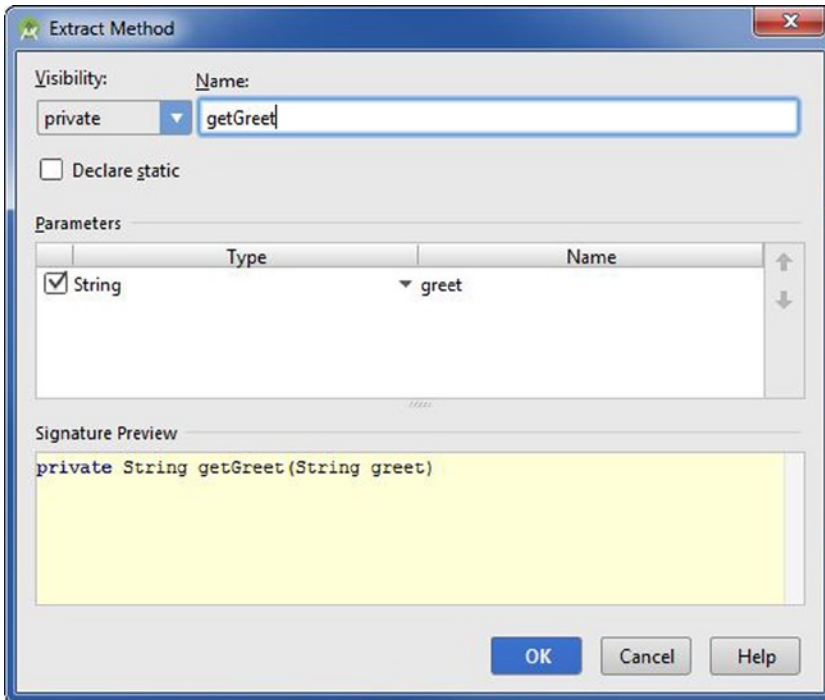 Extract Method
Visibility: Name:
private getGreet
Declare static
Parameters
Type Name
String greet
Signature Preview
private String getGreet(String greet)
OK Cancel Help